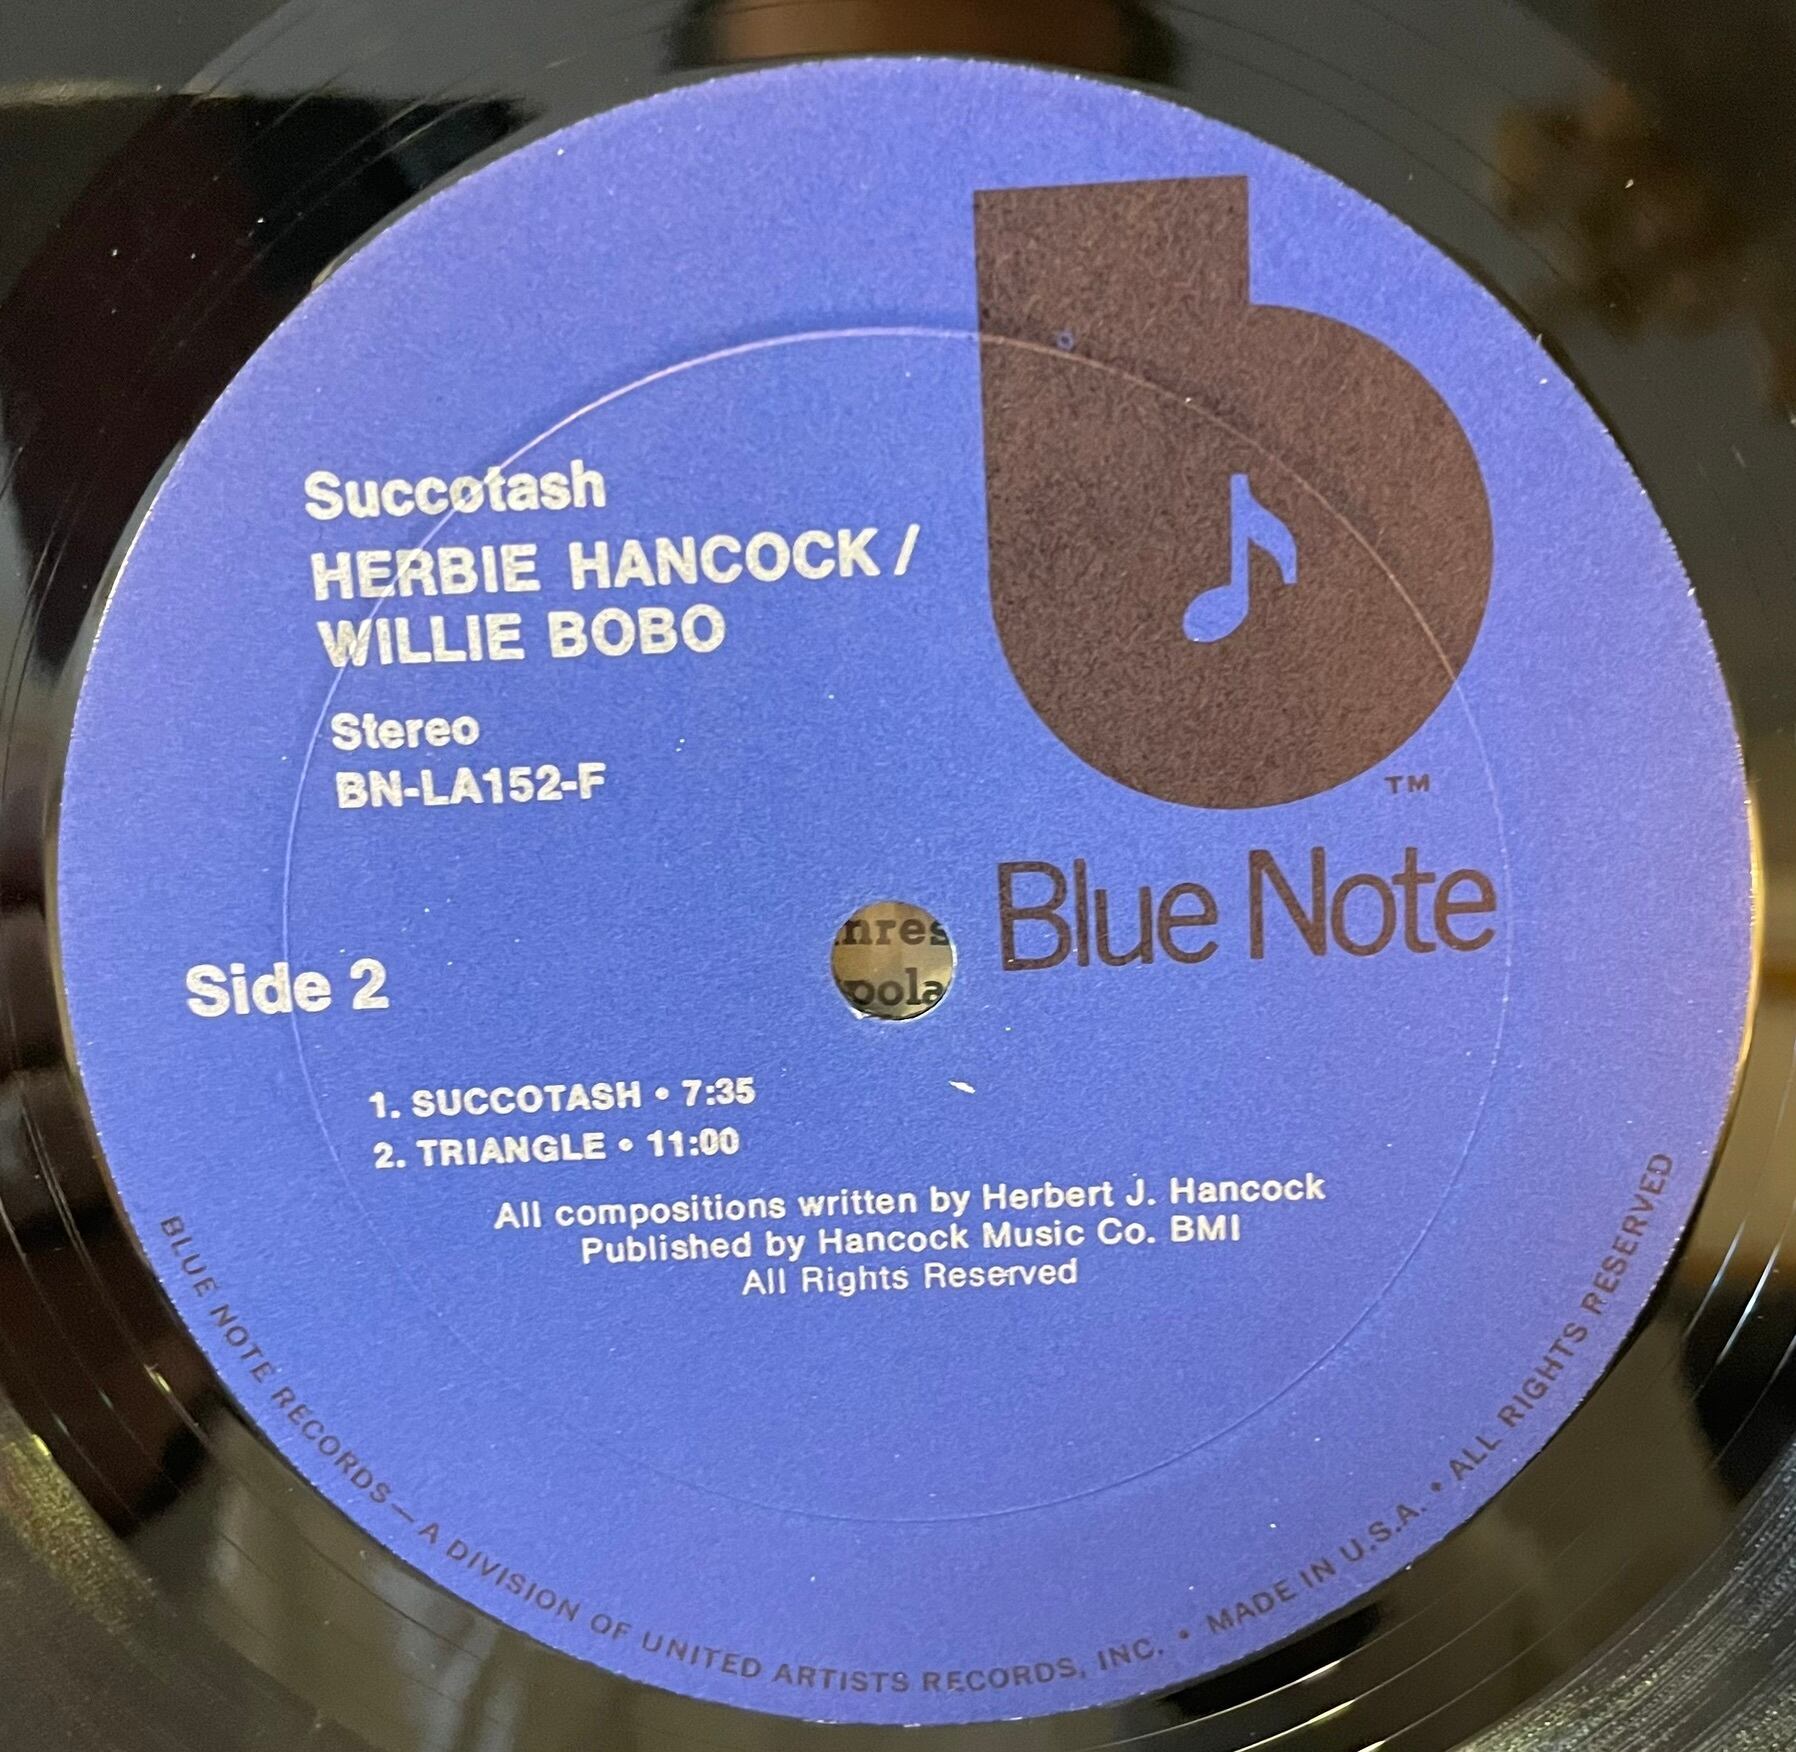 Succotash
HERBIE HANCOCK /
WILLIE BOBO
Stereo
BN-LA152-F
TM
Blue Note
nres
pola
Side 2
1. SUCCOTASH • 7:35
2. TRIANGLE • 11:00
All compositions written by Herbert J. Hancock
Published by Hancock Music Co. BMI
All Rights Reserved
BLUE NOTE RECORDS—A DIVISION OF UNITED ARTISTS RECORDS, INC. • MADE IN U.S.A. • ALL RIGHTS RESERVED